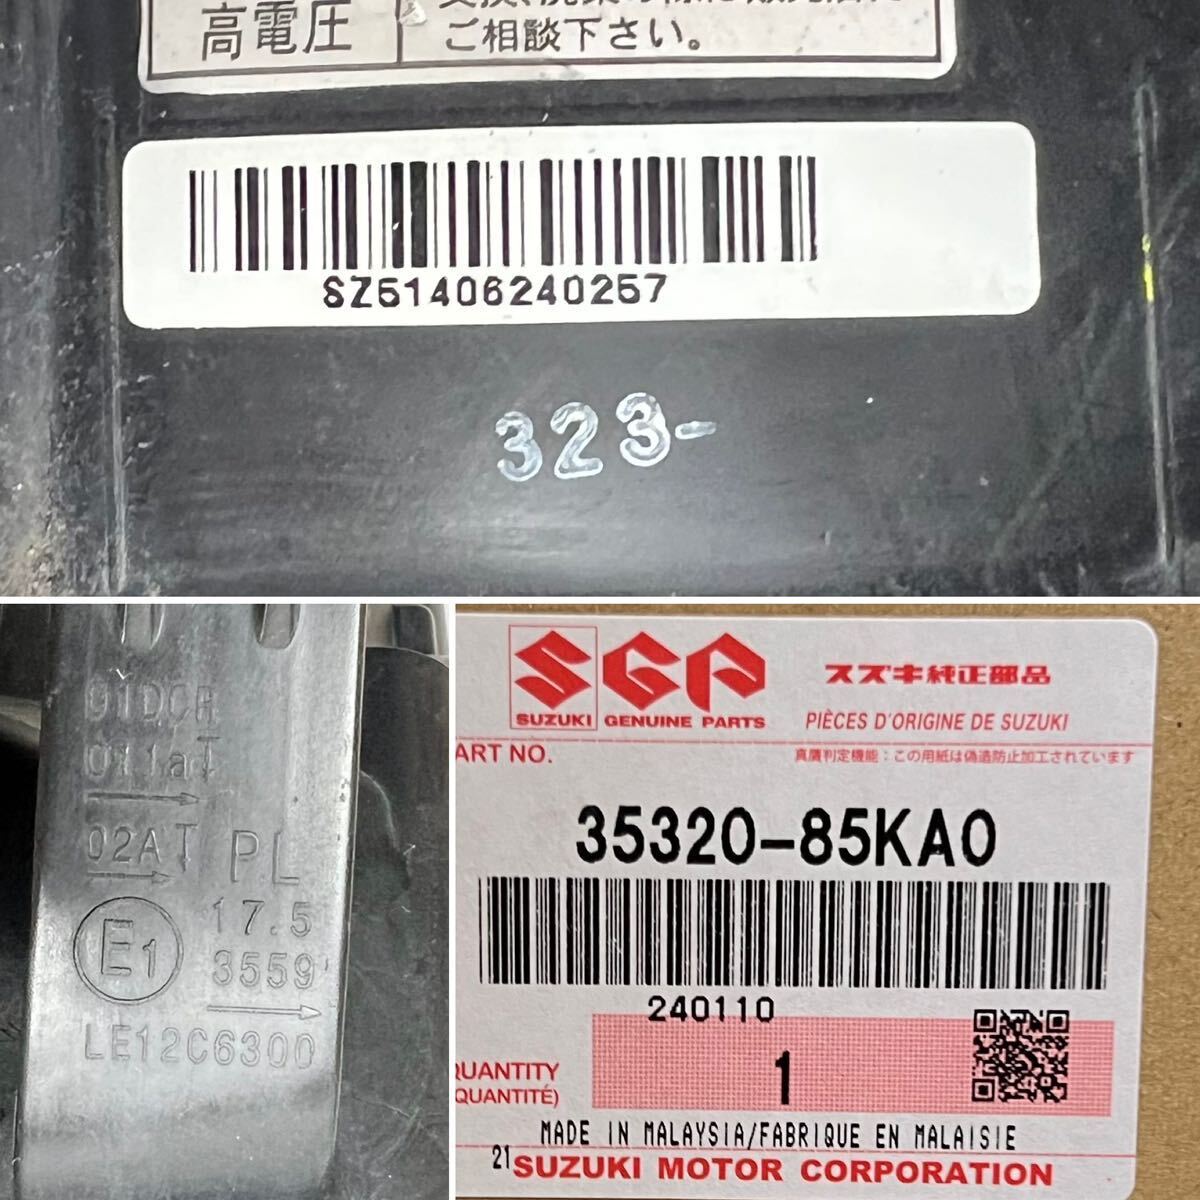 高電圧
ご相談下さい。
SZ51406240257
323-
01DCR
011aT
02AT
PL
17.5
3559
E1
LE12C6300
SGP
SUZUKI GENUINE PARTS
スズキ純正部品
PIÈCES D'ORIGINE DE SUZUKI
ART NO.
真贋判定機能：この用紙は偽造防止加工されています
35320-85KA0
240110
QUANTITY
QUANTITÉ)
1
MADE IN MALAYSIA/FABRIQUE EN MALAISIE
21 SUZUKI MOTOR CORPORATION